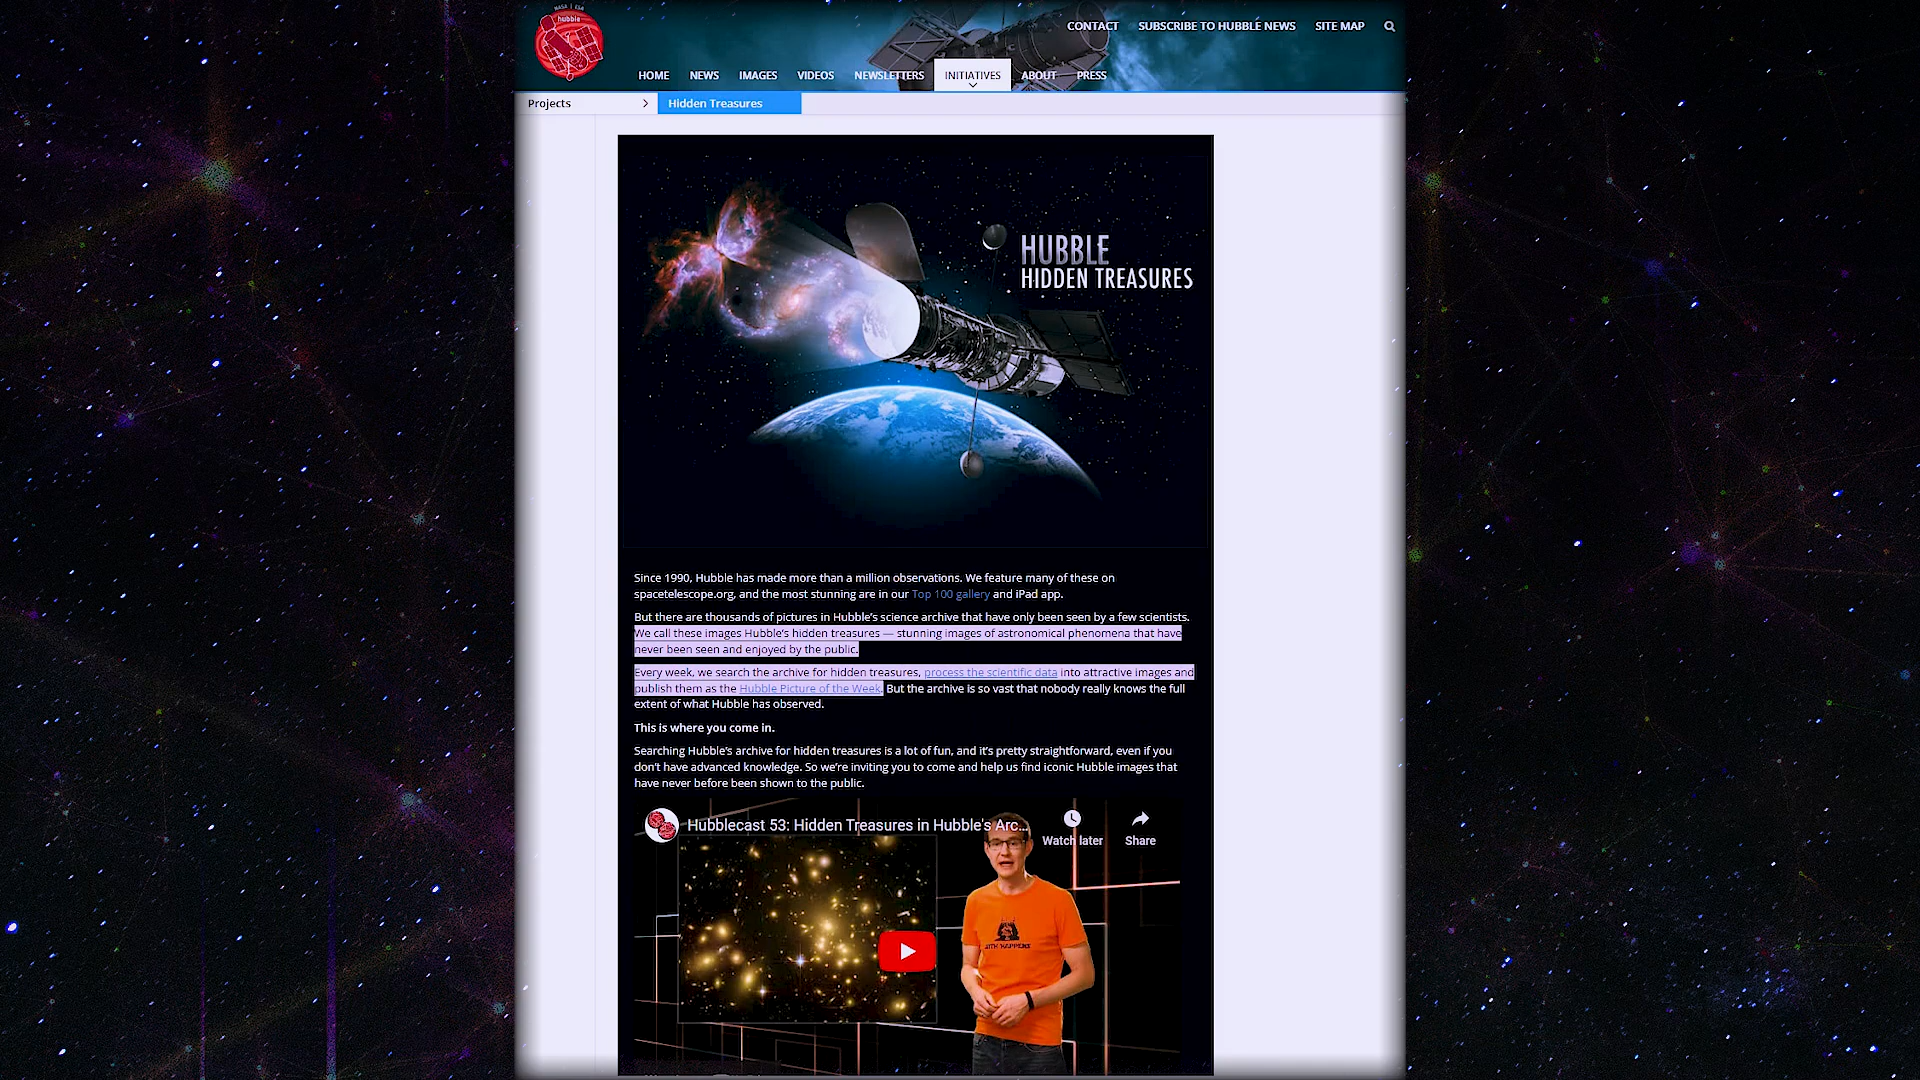 NASA | ESA
hubble
CONTACT SUBSCRIBE TO HUBBLE NEWS SITE MAP
HOME NEWS IMAGES VIDEOS NEWSLETTERS INITIATIVES ABOUT PRESS
Projects Hidden Treasures
HUBBLE
HIDDEN TREASURES
Since 1990, Hubble has made more than a million observations. We feature many of these on
spacetelescope.org, and the most stunning are in our Top 100 gallery and iPad app.
But there are thousands of pictures in Hubble's science archive that have only been seen by a few scientists.
We call these images Hubble's hidden treasures — stunning images of astronomical phenomena that have
never been seen and enjoyed by the public.
Every week, we search the archive for hidden treasures, process the scientific data into attractive images and
publish them as the Hubble Picture of the Week. But the archive is so vast that nobody really knows the full
extent of what Hubble has observed.
This is where you come in.
Searching Hubble's archive for hidden treasures is a lot of fun, and it's pretty straightforward, even if you
don't have advanced knowledge. So we're inviting you to come and help us find iconic Hubble images that
have never before been shown to the public.
Hubblecast 53: Hidden Treasures in Hubble's Arc...
Watch later Share
SITH HAPPENS